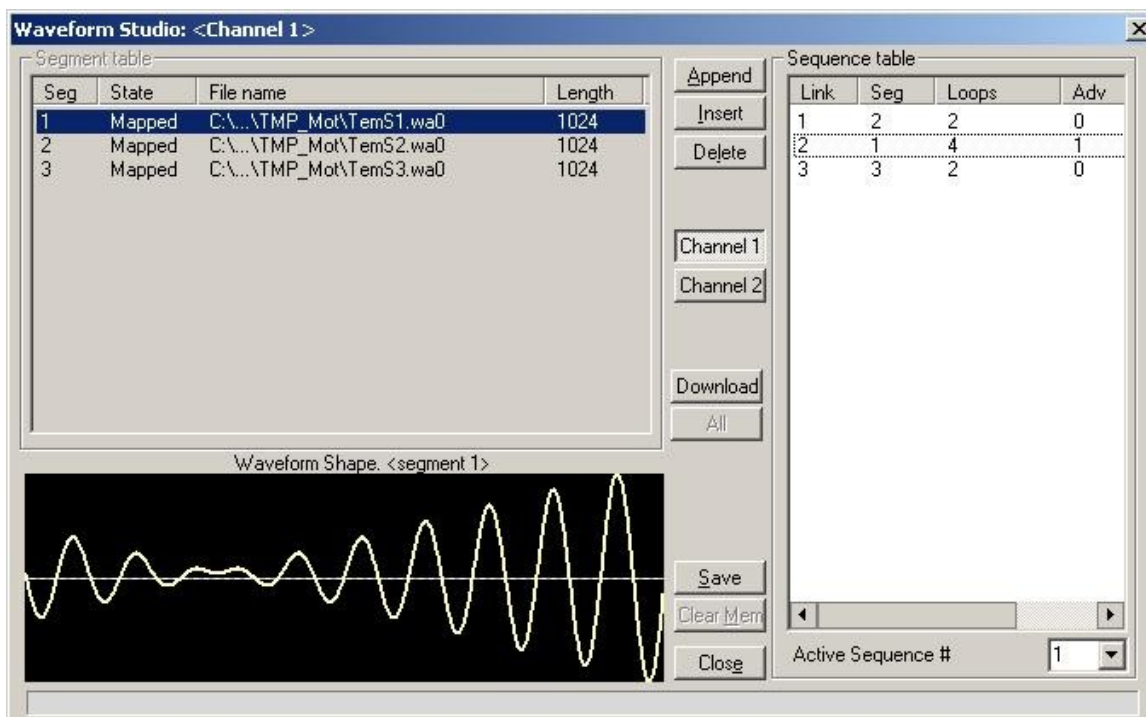 Waveform Studio: <Channel 1>
Segment table
Seg State File name Length
1 Mapped C:\...\TMP_Mot\TemS1.wa0 1024
2 Mapped C:\...\TMP_Mot\TemS2.wa0 1024
3 Mapped C:\...\TMP_Mot\TemS3.wa0 1024
Waveform Shape. <segment 1>
Append
Insert
Delete
Channel 1
Channel 2
Download
All
Save
Clear Mem
Close
Sequence table
Link Seg Loops Adv
1 2 2 0
2 1 4 1
3 3 2 0
Active Sequence # 1